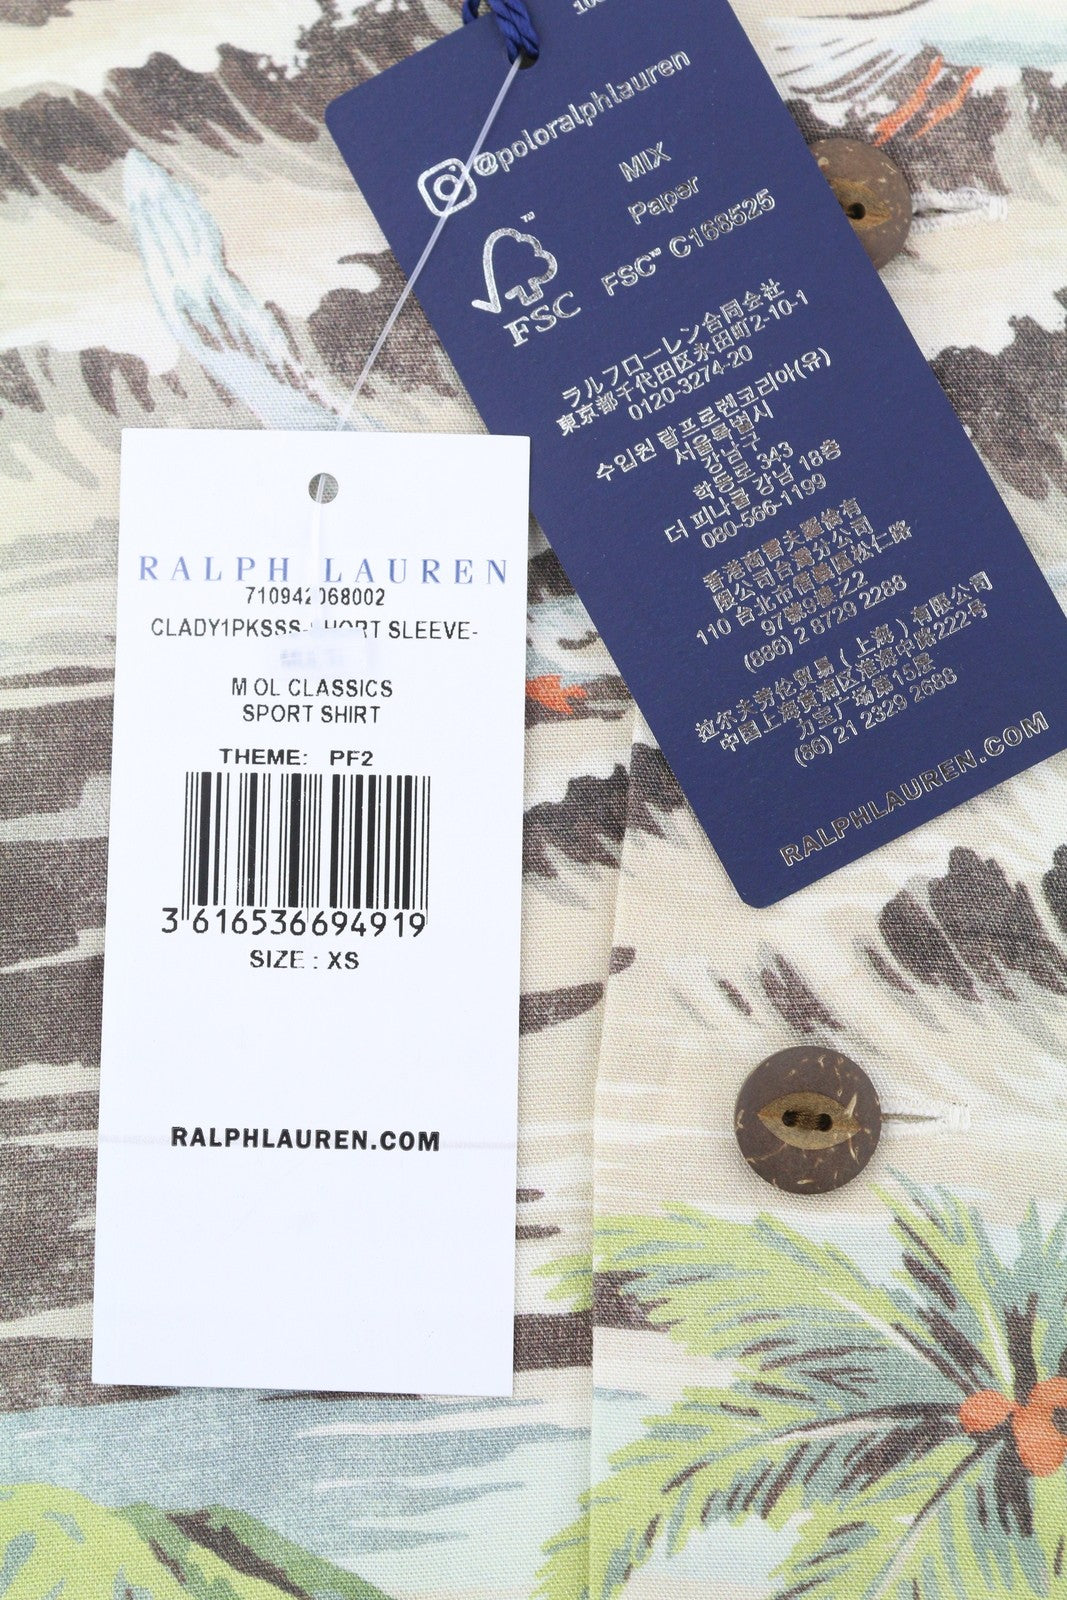 @poloralphlauren
MIX
Paper
FSC™ C168525
™
FSC
ラルフローレン合同会社
東京都千代田区永田町2-10-1
0120-3274-20
수입원 랄프로렌코리아(유)
서울특별시
강남구
학동로 343
더 피나클 강남 18층
080-566-1199
香港商爵夫羅倫有
限公司台灣分公司
110 台北市信義區松仁路
97號9樓之2
(886) 2 8729 2288
拉尔夫劳伦贸易(上海)有限公司
中国上海黄浦区淮海中路222号
力宝广场第15层
(86) 21 2329 2688
RALPHLAUREN.COM
RALPH LAUREN
710942068002
CLADY1PKSSS-SHORT SLEEVE-
M OL CLASSICS
SPORT SHIRT
THEME: PF2
3 616536 694919
SIZE : XS
RALPHLAUREN.COM